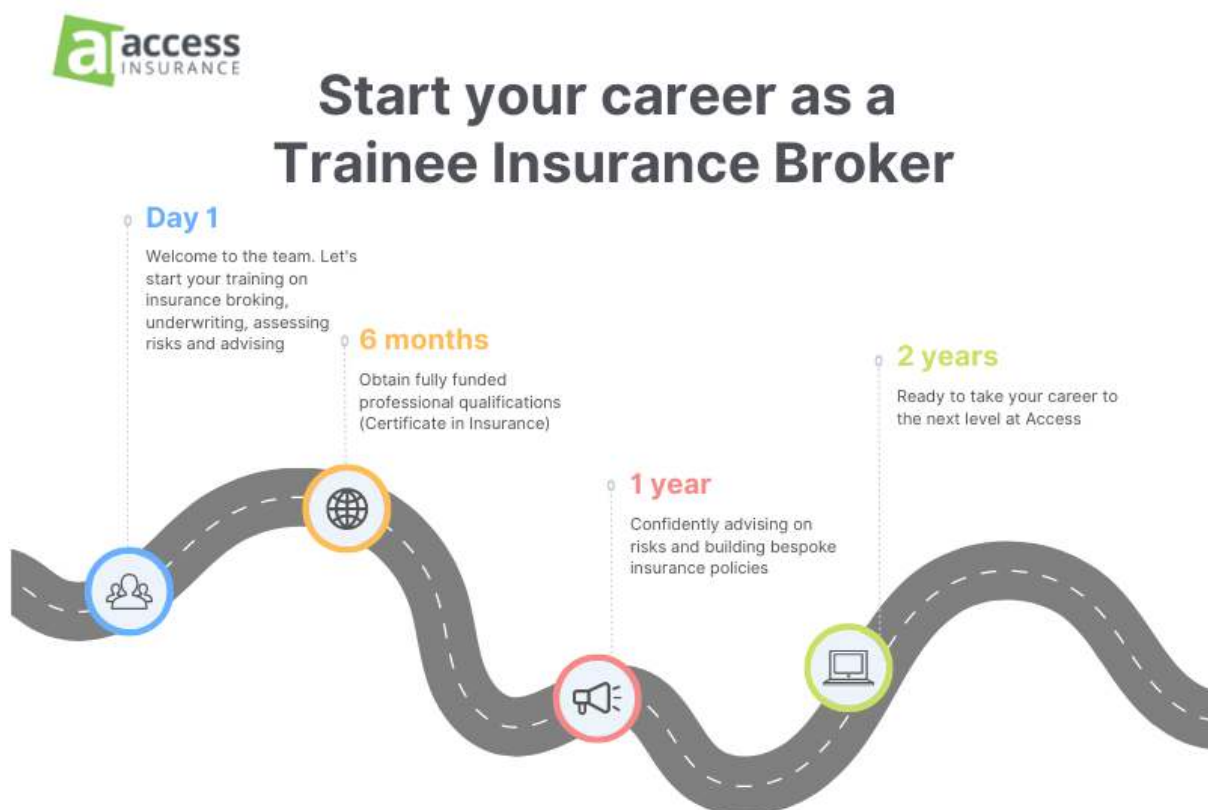 a access
INSURANCE
Start your career as a
Trainee Insurance Broker
Day 1
Welcome to the team. Let's
start your training on
insurance broking,
underwriting, assessing
risks and advising
6 months
Obtain fully funded
professional qualifications
(Certificate in Insurance)
1 year
Confidently advising on
risks and building bespoke
insurance policies
2 years
Ready to take your career to
the next level at Access